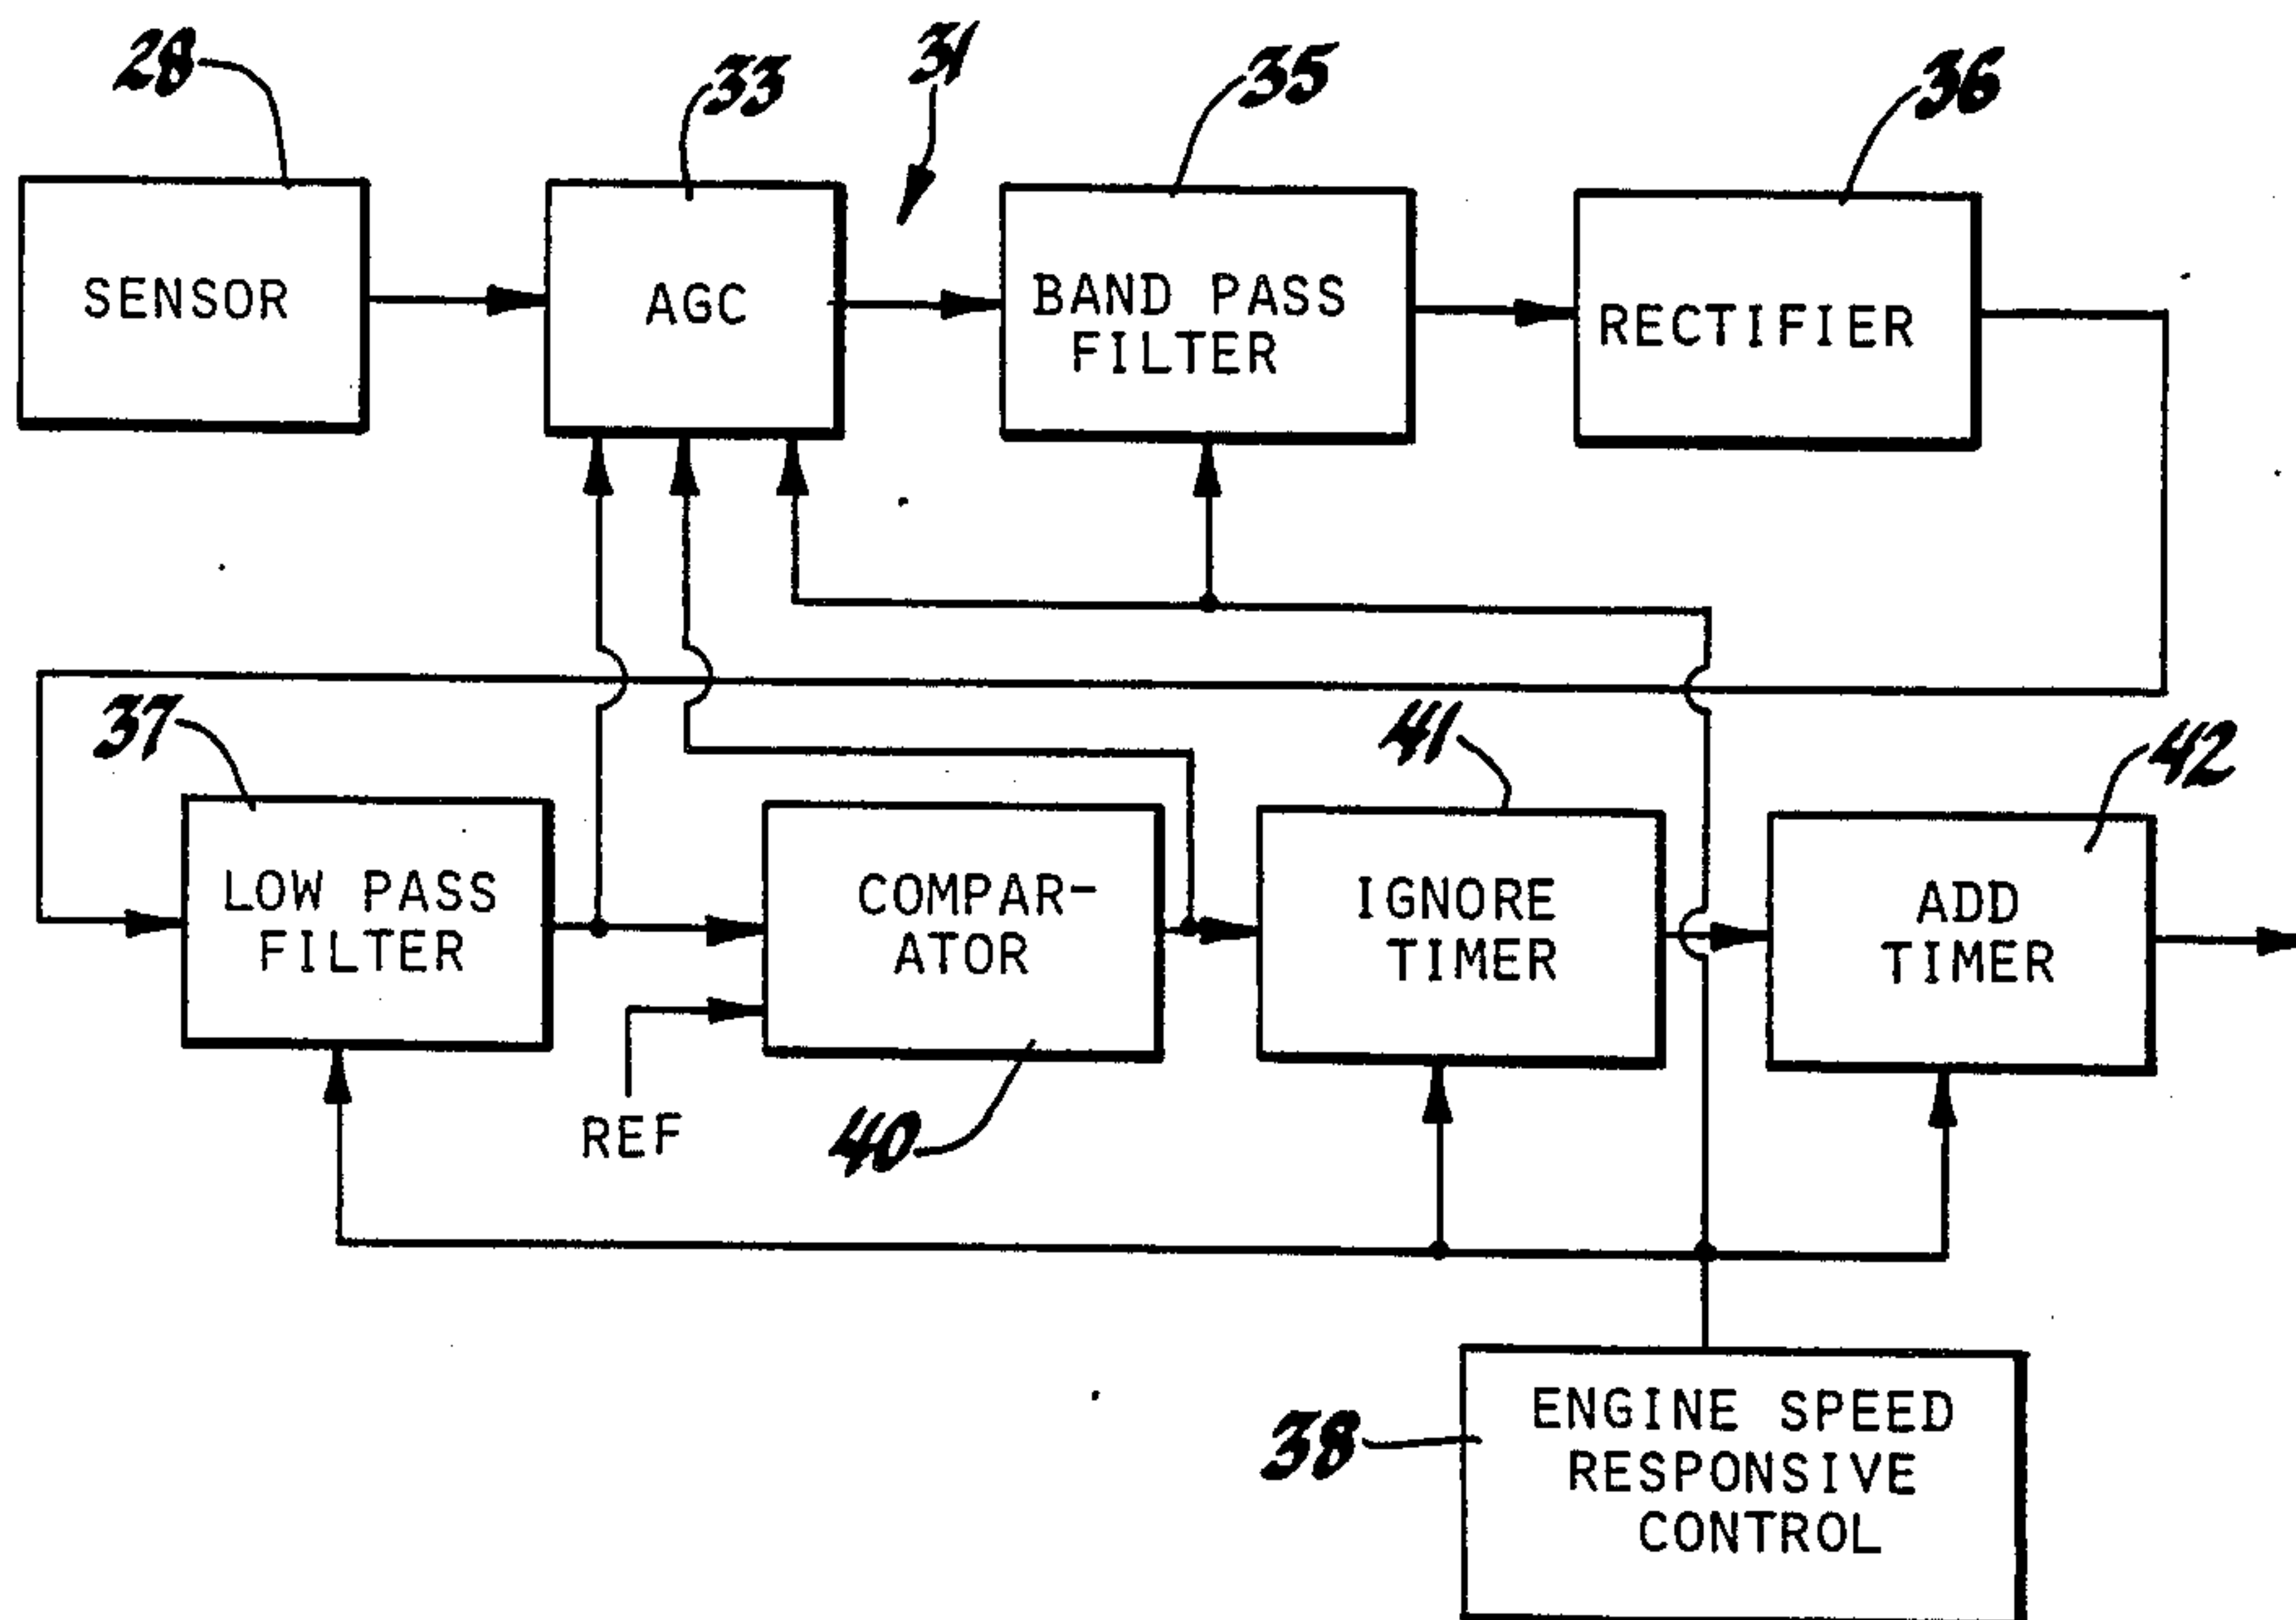 28
33
31
35
36
SENSOR
AGC
BAND PASS
FILTER
RECTIFIER
37
41
42
LOW PASS
FILTER
COMPAR-
ATOR
IGNORE
TIMER
ADD
TIMER
REF
40
38
ENGINE SPEED
RESPONSIVE
CONTROL